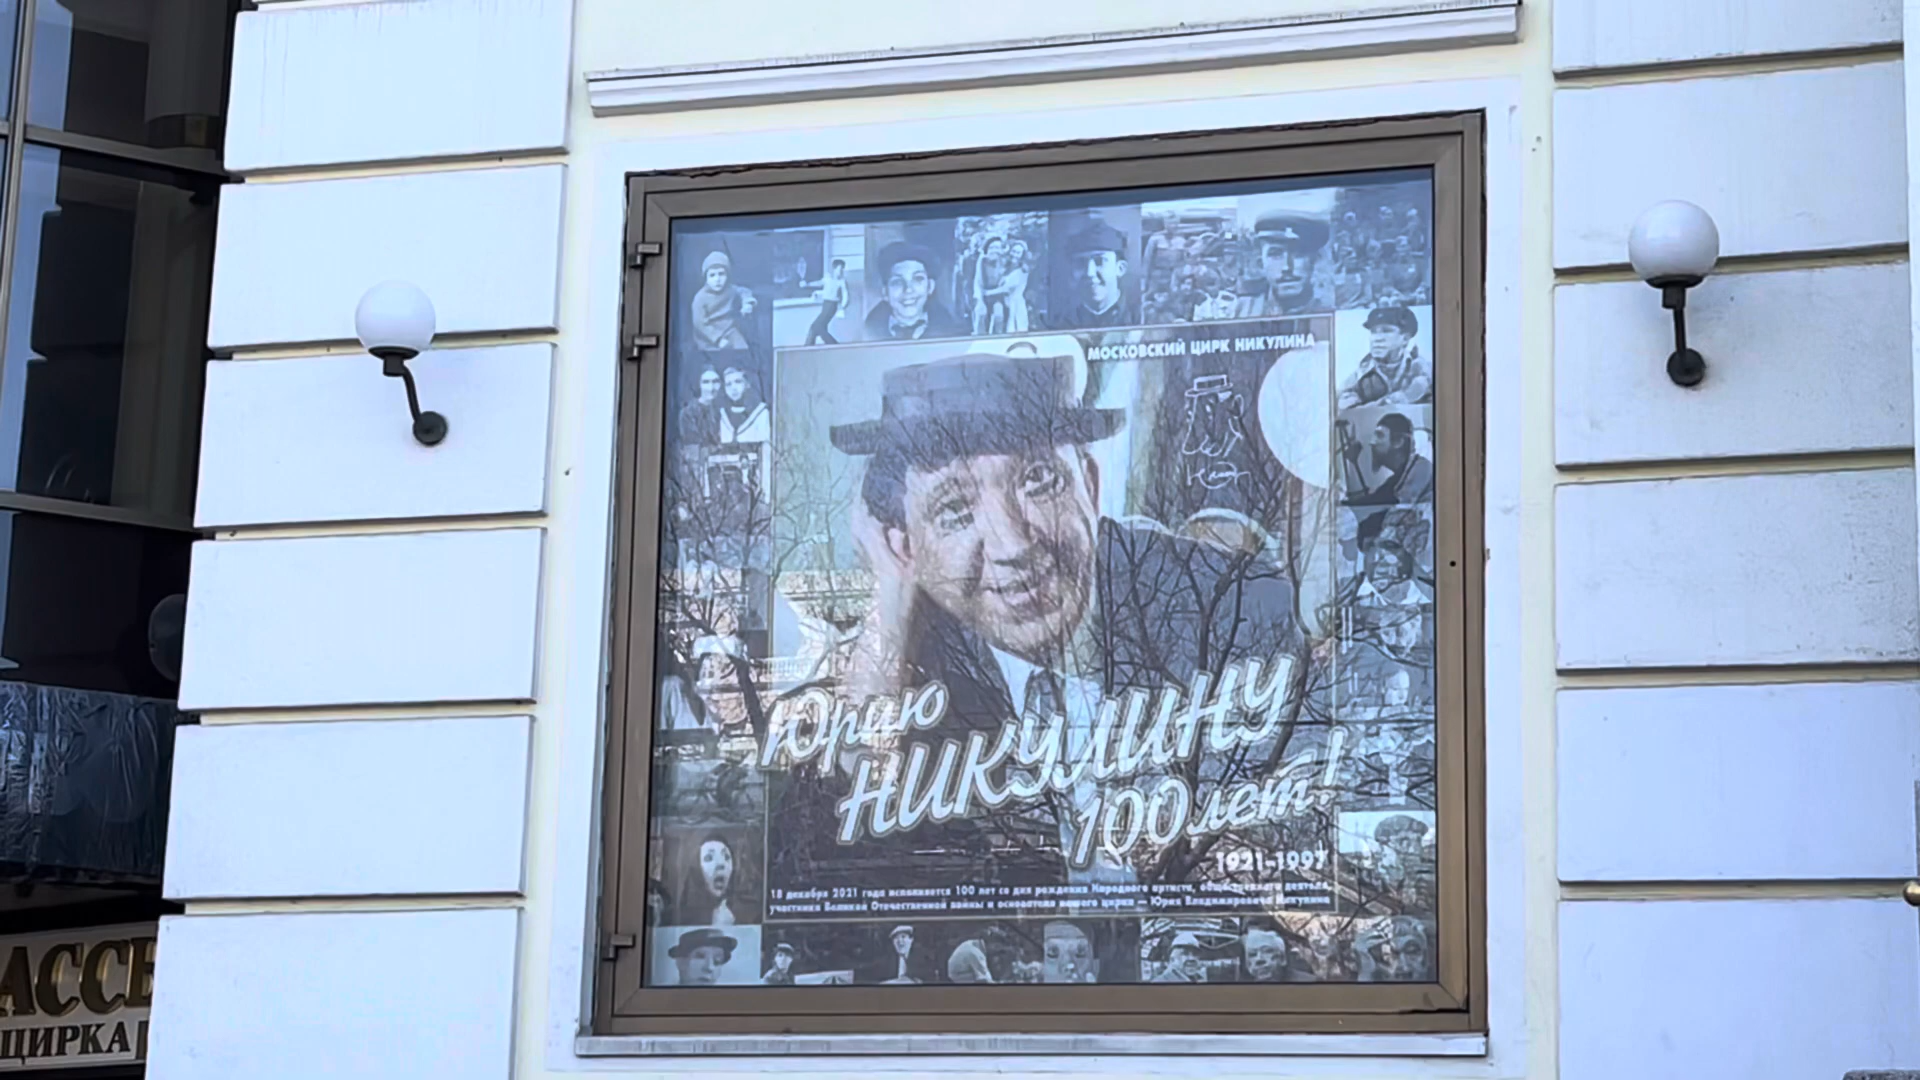 МОСКОВСКИЙ ЦИРК НИКУЛИНА
Юрию
НИКУЛИНУ
100 лет!
1921-1997
18 декабря 2021 года исполняется 100 лет со дня рождения Народного артиста, общественного деятеля,
участника Великой Отечественной войны и основателя нашего цирка — Юрия Владимировича Никулина
АССЫ
ЦИРКА